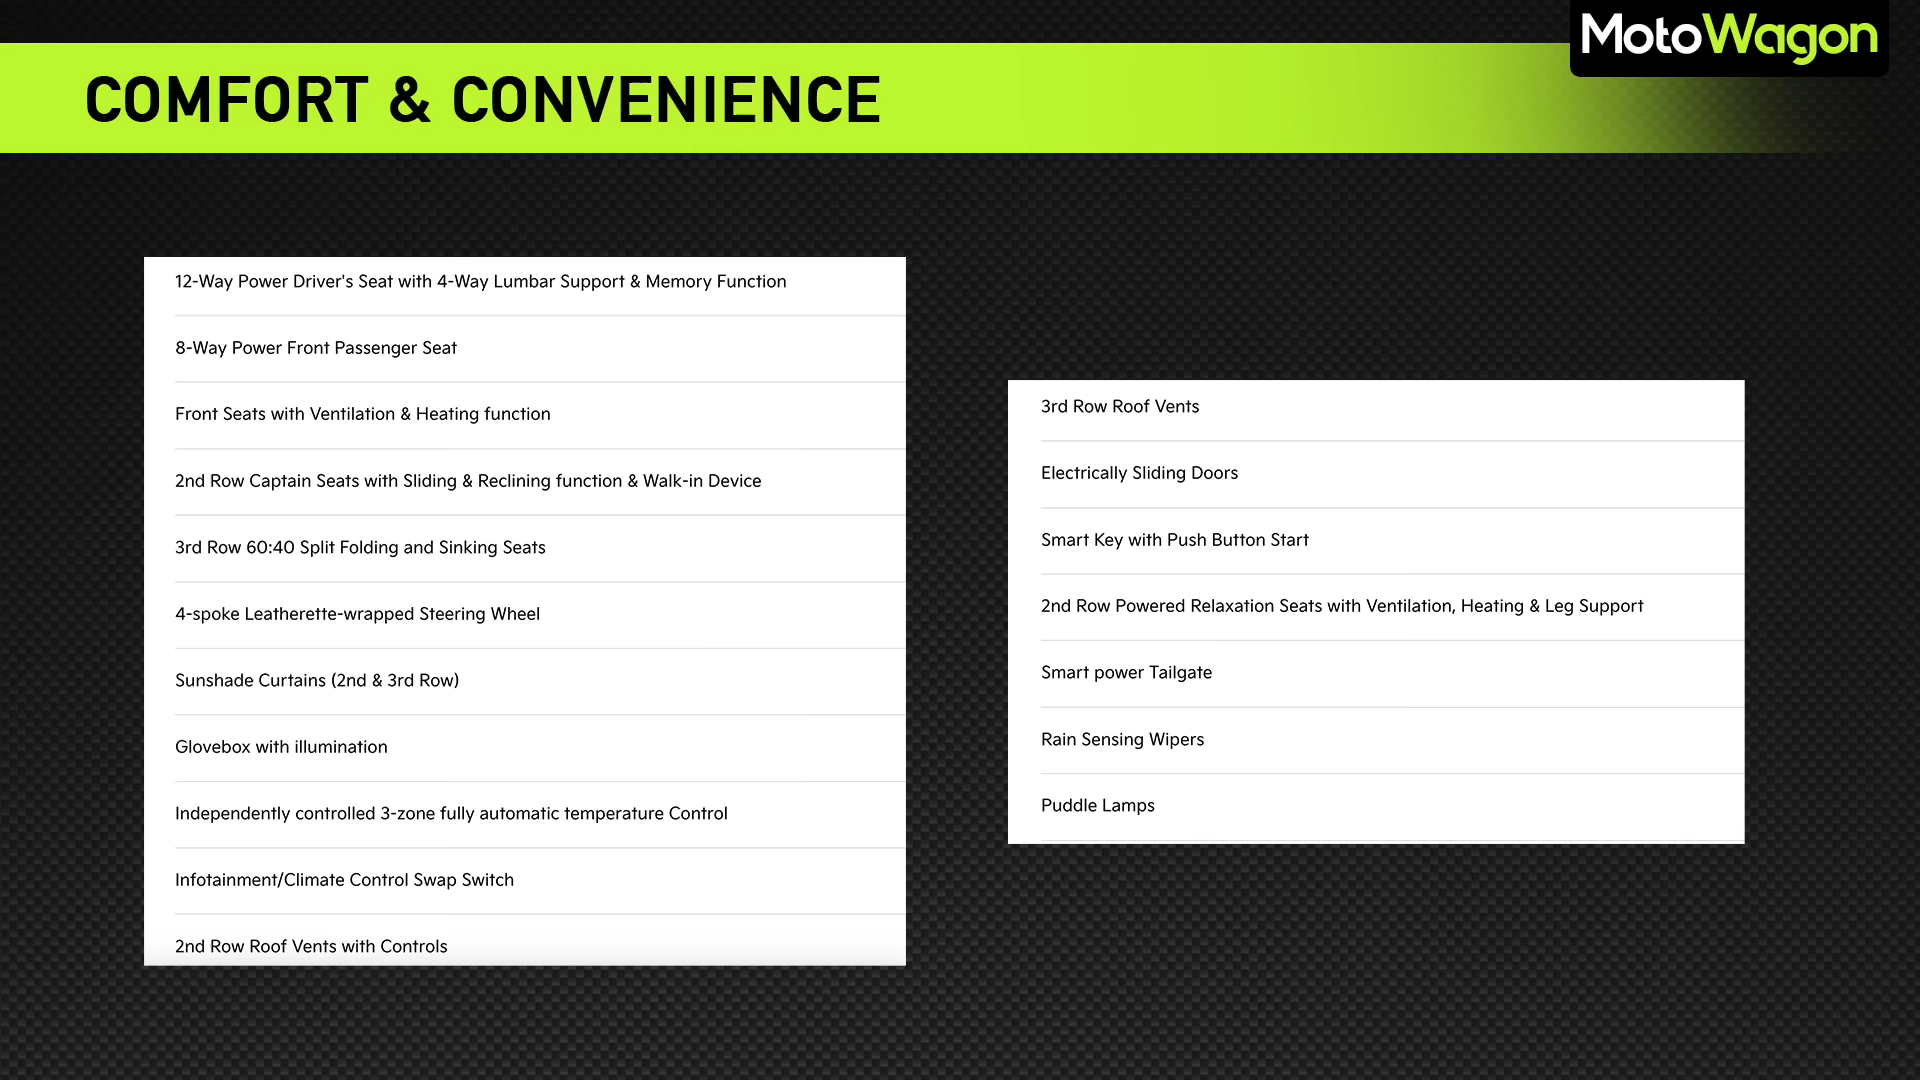 MotoWagon
COMFORT & CONVENIENCE
12-Way Power Driver's Seat with 4-Way Lumbar Support & Memory Function
8-Way Power Front Passenger Seat
Front Seats with Ventilation & Heating function
2nd Row Captain Seats with Sliding & Reclining function & Walk-in Device
3rd Row 60:40 Split Folding and Sinking Seats
4-spoke Leatherette-wrapped Steering Wheel
Sunshade Curtains (2nd & 3rd Row)
Glovebox with illumination
Independently controlled 3-zone fully automatic temperature Control
Infotainment/Climate Control Swap Switch
2nd Row Roof Vents with Controls
3rd Row Roof Vents
Electrically Sliding Doors
Smart Key with Push Button Start
2nd Row Powered Relaxation Seats with Ventilation, Heating & Leg Support
Smart power Tailgate
Rain Sensing Wipers
Puddle Lamps